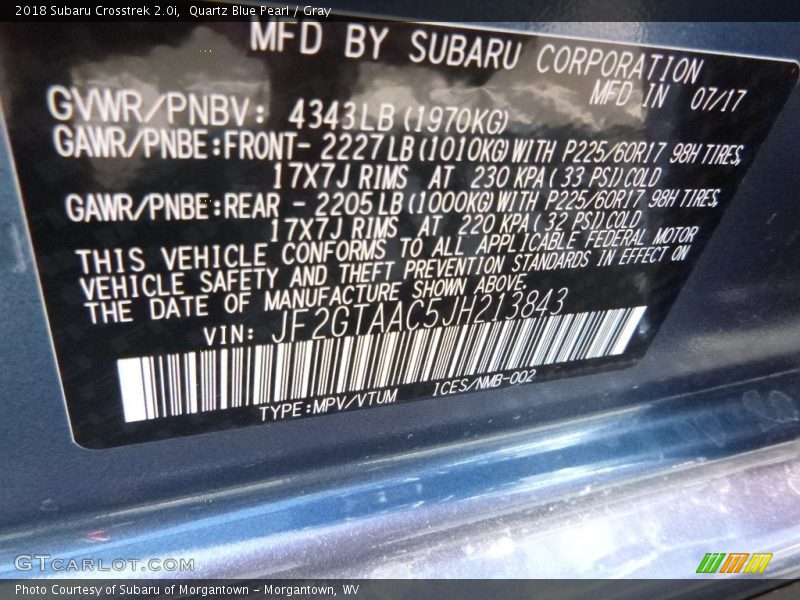 2018 Subaru Crosstrek 2.0i, Quartz Blue Pearl / Gray
MFD BY SUBARU CORPORATION
MFD IN 07/17
GVWR/PNBV: 4343LB(1970KG)
GAWR/PNBE:FRONT- 2227LB(1010KG) WITH P225/60R17 98H TIRES,
17X7J RIMS AT 230 KPA(33 PSI)COLD
GAWR/PNBE:REAR - 2205LB(1000KG) WITH P225/60R17 98H TIRES,
17X7J RIMS AT 220 KPA(32 PSI)COLD
THIS VEHICLE CONFORMS TO ALL APPLICABLE FEDERAL MOTOR
VEHICLE SAFETY AND THEFT PREVENTION STANDARDS IN EFFECT ON
THE DATE OF MANUFACTURE SHOWN ABOVE.
VIN: JF2GTAAC5JH213843
TYPE:MPV/VTUM ICES/NMB-002
GTCARLOT.COM
Photo Courtesy of Subaru of Morgantown - Morgantown, WV